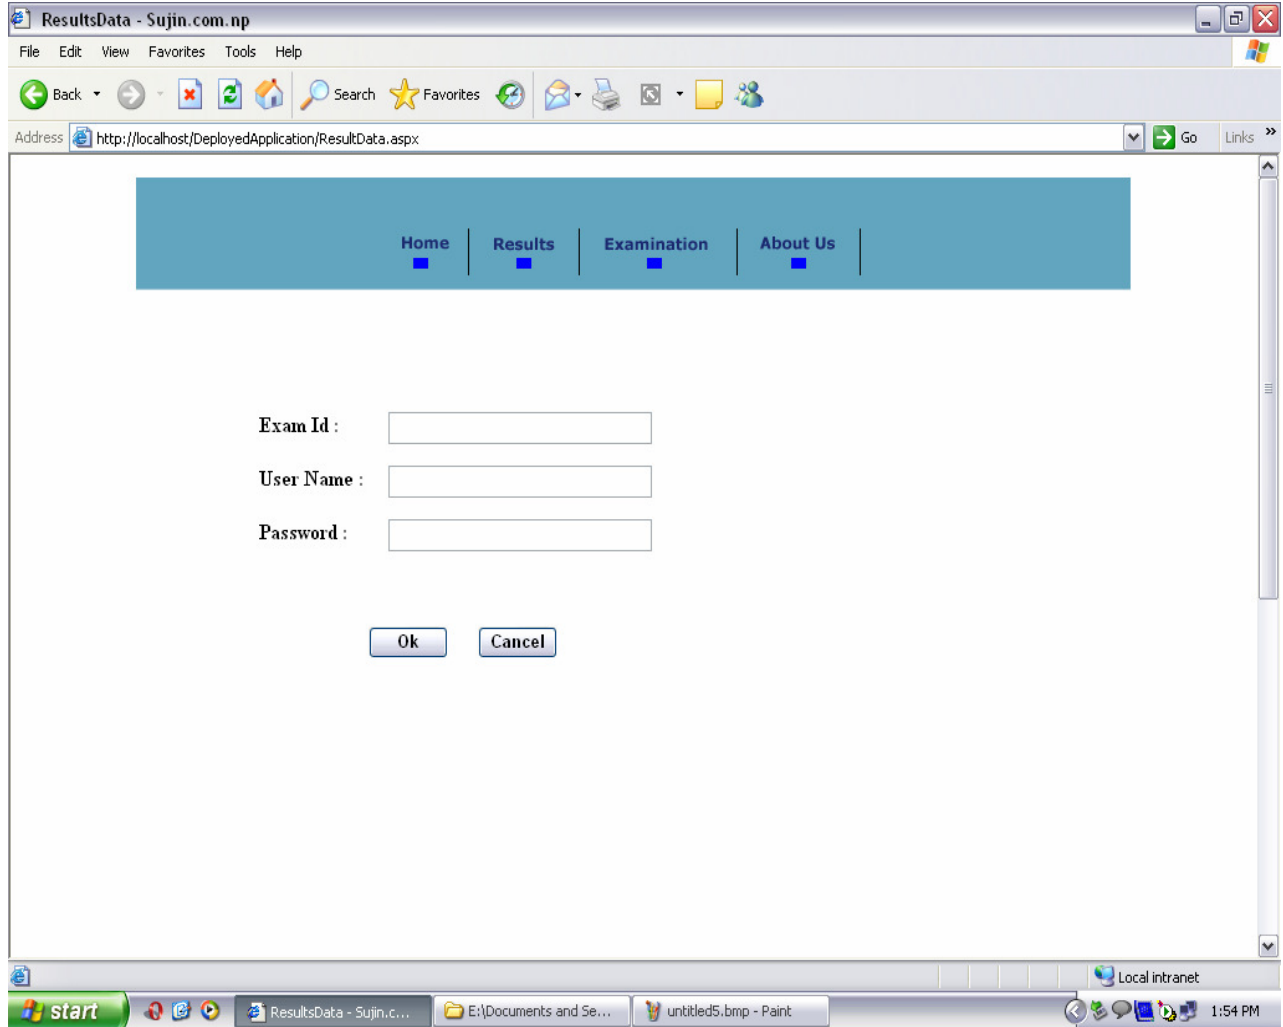 ResultsData - Sujin.com.np
File Edit View Favorites Tools Help
Back Search Favorites
Address http://localhost/DeployedApplication/ResultData.aspx Go Links »
Home Results Examination About Us
Exam Id :
User Name :
Password :
Ok Cancel
Local intranet
start ResultsData - Sujin.c... E:\Documents and Se... untitled5.bmp - Paint 1:54 PM